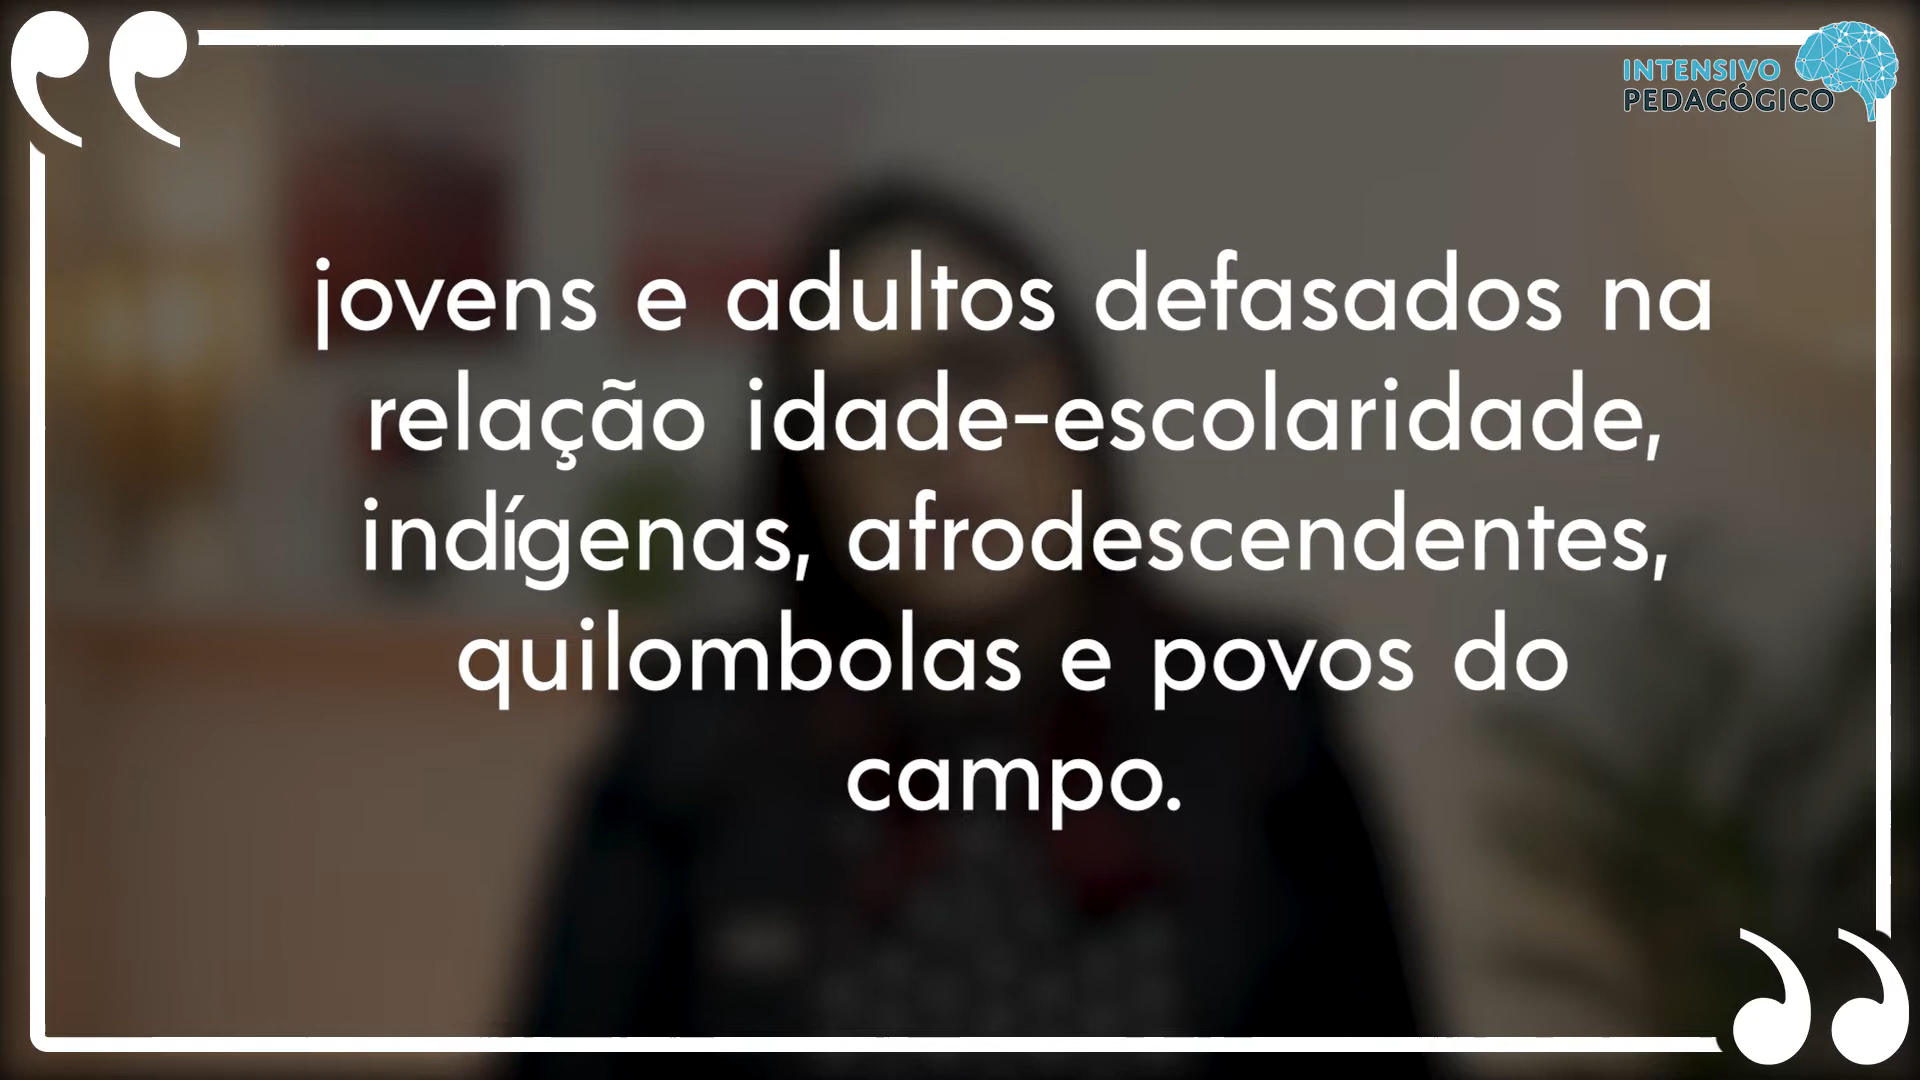 INTENSIVO
PEDAGÓGICO
jovens e adultos defasados na
relação idade-escolaridade,
indígenas, afrodescendentes,
quilombolas e povos do
campo.